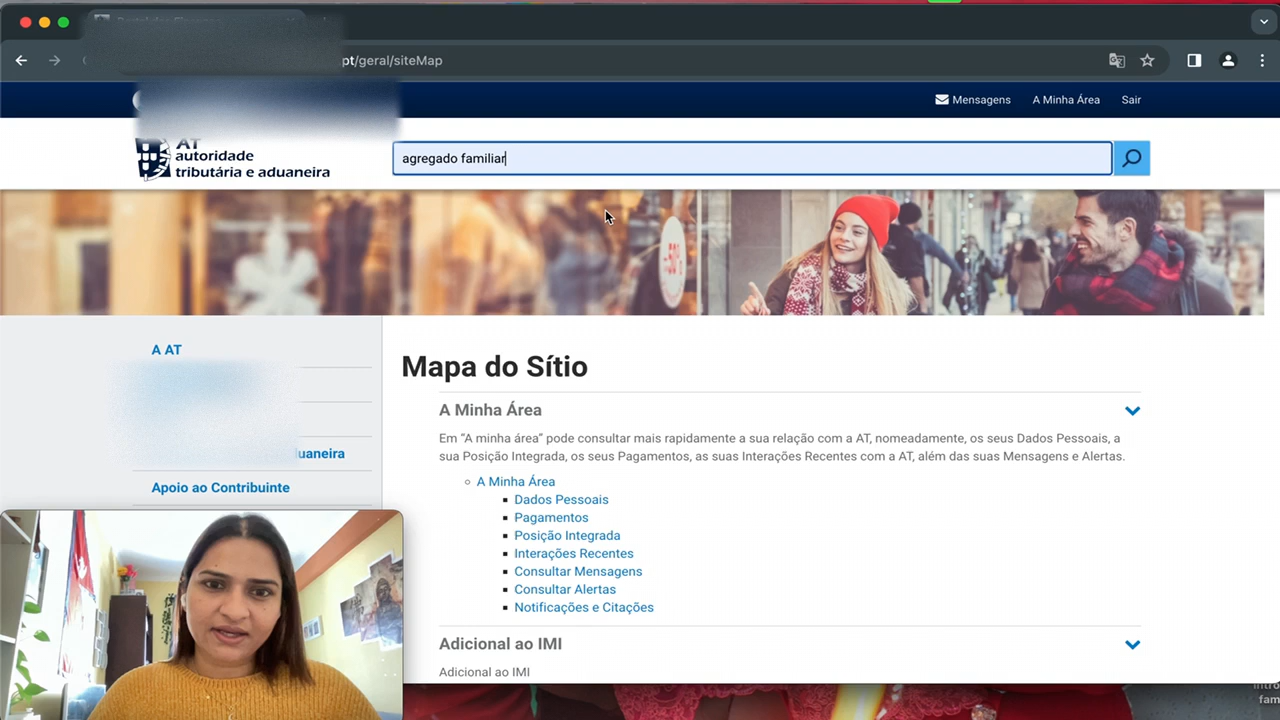 pt/geral/siteMap
Mensagens
A Minha Área
Sair
AT
autoridade
tributária e aduaneira
agregado familiar
-50%
A AT
uaneira
Apoio ao Contribuinte
Mapa do Sítio
A Minha Área
Em “A minha área” pode consultar mais rapidamente a sua relação com a AT, nomeadamente, os seus Dados Pessoais, a
sua Posição Integrada, os seus Pagamentos, as suas Interações Recentes com a AT, além das suas Mensagens e Alertas.
A Minha Área
Dados Pessoais
Pagamentos
Posição Integrada
Interações Recentes
Consultar Mensagens
Consultar Alertas
Notificações e Citações
Adicional ao IMI
Adicional ao IMI